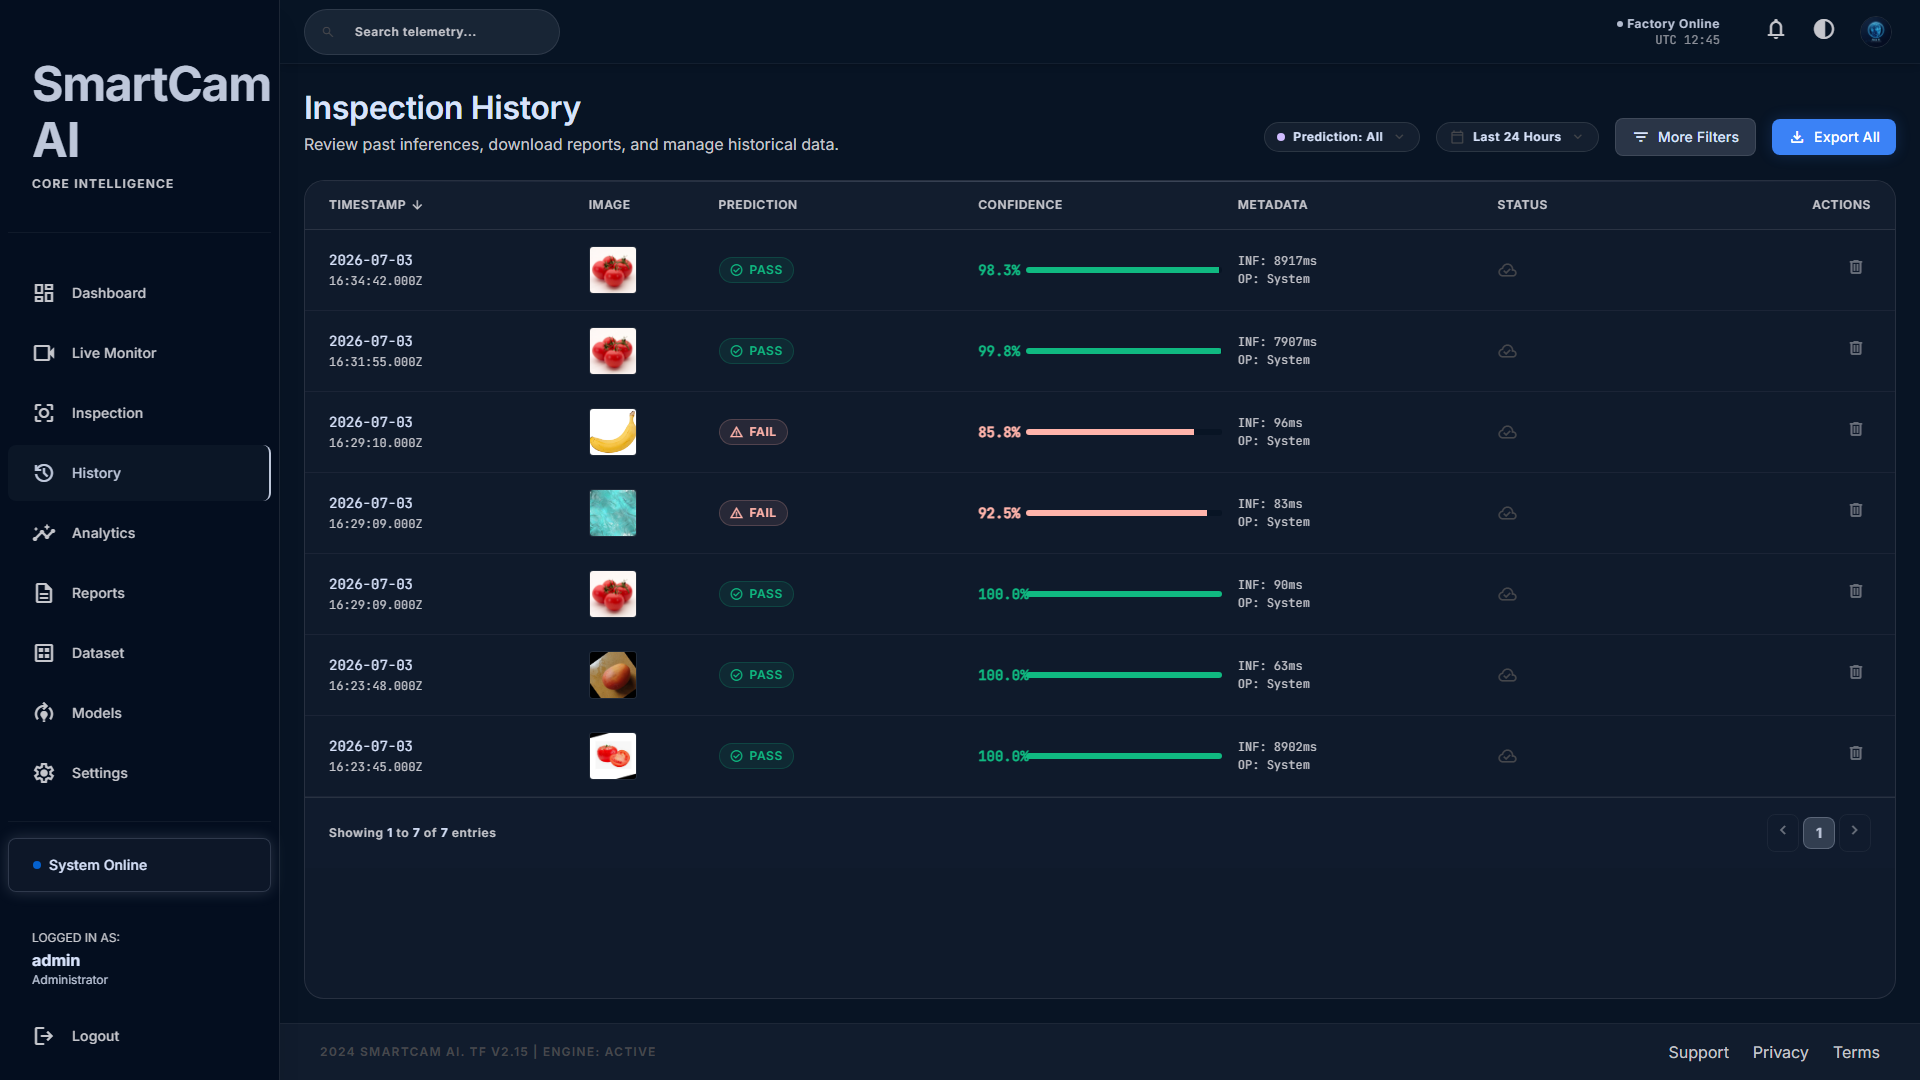 SmartCam
AI
CORE INTELLIGENCE
Dashboard
Live Monitor
Inspection
History
Analytics
Reports
Dataset
Models
Settings
System Online
LOGGED IN AS:
admin
Administrator
Logout
Search telemetry...
Factory Online
UTC 12:45
Inspection History
Review past inferences, download reports, and manage historical data.
Prediction: All
Last 24 Hours
More Filters
Export All
TIMESTAMP IMAGE PREDICTION CONFIDENCE METADATA STATUS ACTIONS
2026-07-03
16:34:42.000Z
PASS
98.3%
INF: 8917ms
OP: System
2026-07-03
16:31:55.000Z
PASS
99.8%
INF: 7907ms
OP: System
2026-07-03
16:29:10.000Z
FAIL
85.8%
INF: 96ms
OP: System
2026-07-03
16:29:09.000Z
FAIL
92.5%
INF: 83ms
OP: System
2026-07-03
16:29:09.000Z
PASS
100.0%
INF: 90ms
OP: System
2026-07-03
16:23:48.000Z
PASS
100.0%
INF: 63ms
OP: System
2026-07-03
16:23:45.000Z
PASS
100.0%
INF: 8902ms
OP: System
Showing 1 to 7 of 7 entries
1
2024 SMARTCAM AI. TF V2.15 | ENGINE: ACTIVE
Support
Privacy
Terms